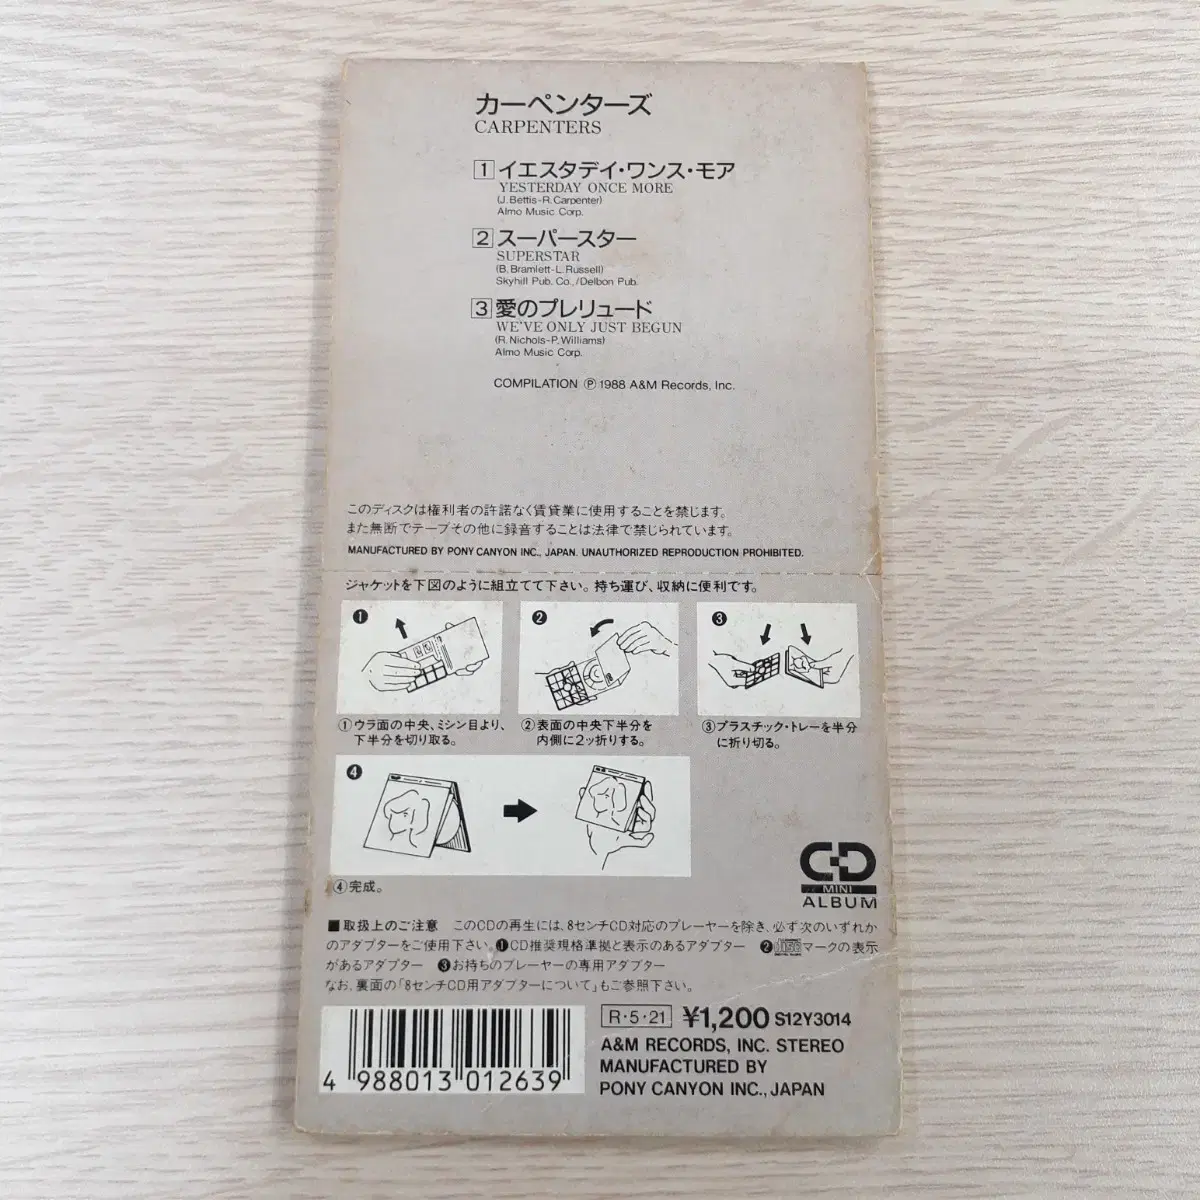 カーペンターズ
CARPENTERS
1 イエスタデイ・ワンス・モア
YESTERDAY ONCE MORE
(J. Bettis-R. Carpenter)
Almo Music Corp.
2 スーパースター
SUPERSTAR
(B. Bramlett-L. Russell)
Skyhill Pub. Co.,/Delbon Pub.
3 愛のプレリュード
WE'VE ONLY JUST BEGUN
(R. Nichols-P. Williams)
Almo Music Corp.
COMPILATION Ⓟ 1988 A&M Records, Inc.
このディスクは権利者の許諾なく賃貸業に使用することを禁じます。
また無断でテープその他に録音することは法律で禁じられています。
MANUFACTURED BY PONY CANYON INC., JAPAN. UNAUTHORIZED REPRODUCTION PROHIBITED.
ジャケットを下図のように組立てて下さい。持ち運び、収納に便利です。
❶
❷
❸
①ウラ面の中央、ミシン目より、
下半分を切り取る。
②表面の中央下半分を
内側に2ッ折りする。
③プラスチック・トレーを半分
に折り切る。
❹
④完成。
CD
MINI
ALBUM
■取扱上のご注意 このCDの再生には、8センチCD対応のプレーヤーを除き、必ず次のいずれか
のアダプターをご使用下さい。❶CD推奨規格準拠と表示のあるアダプター ❷disc マークの表示
があるアダプター ❸お持ちのプレーヤーの専用アダプター
なお、裏面の「8センチCD用アダプターについて」もご参照下さい。
R・5・21 ¥1,200 S12Y3014
A&M RECORDS, INC. STEREO
MANUFACTURED BY
PONY CANYON INC., JAPAN
4 988013 012639